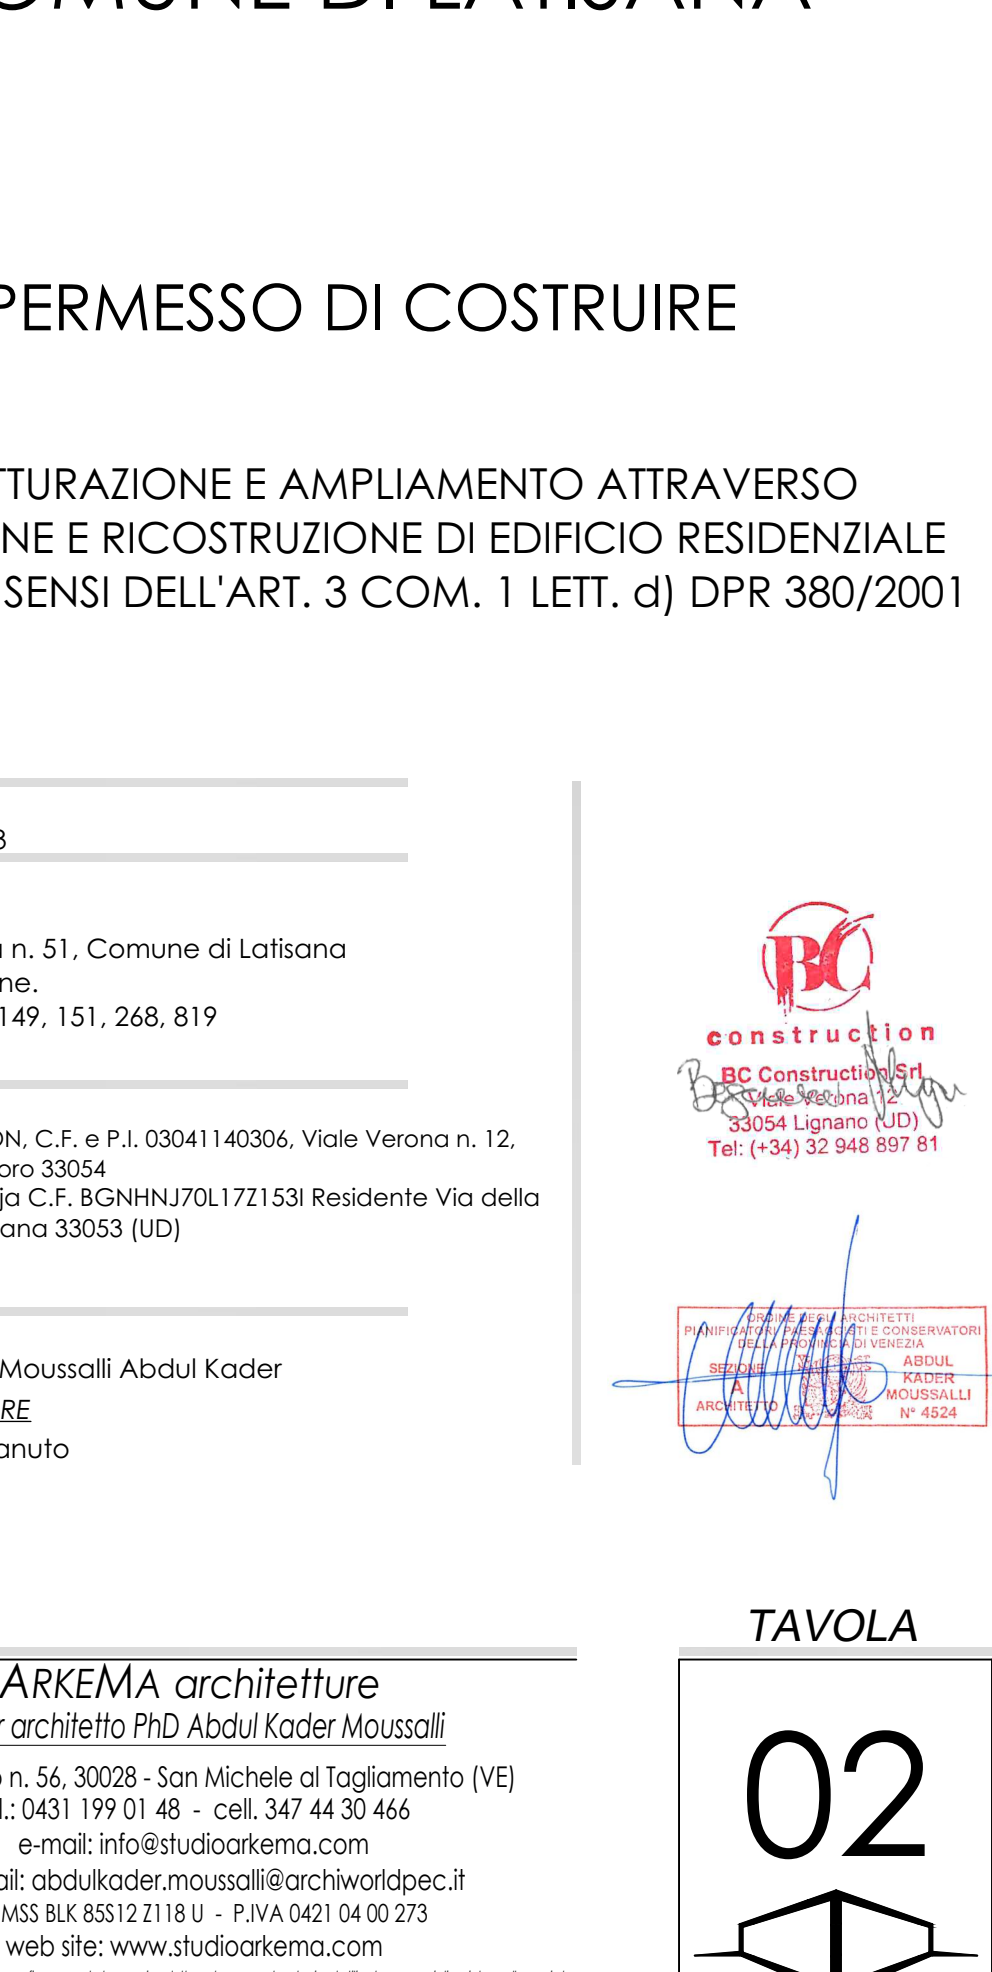 OMUNE DI LATISANA
PERMESSO DI COSTRUIRE
TTURAZIONE E AMPLIAMENTO ATTRAVERSO
NE E RICOSTRUZIONE DI EDIFICIO RESIDENZIALE
SENSI DELL'ART. 3 COM. 1 LETT. d) DPR 380/2001
3
n. 51, Comune di Latisana
ne.
149, 151, 268, 819
ON, C.F. e P.I. 03041140306, Viale Verona n. 12,
oro 33054
ja C.F. BGNHNJ70L17Z153I Residente Via della
ana 33053 (UD)
Moussalli Abdul Kader
RE
anuto
BC
construction
BC Construction Srl
Viale Verona 12
33054 Lignano (UD)
Tel: (+34) 32 948 897 81
ORDINE DEGLI ARCHITETTI
PIANIFICATORI PAESAGGISTI E CONSERVATORI
DELLA PROVINCIA DI VENEZIA
SEZIONE
A
ARCHITETTO
ABDUL
KADER
MOUSSALLI
N° 4524
TAVOLA
02
ARKEMA architetture
r architetto PhD Abdul Kader Moussalli
o n. 56, 30028 - San Michele al Tagliamento (VE)
l.: 0431 199 01 48 - cell. 347 44 30 466
e-mail: info@studioarkema.com
ail: abdulkader.moussalli@archiworldpec.it
MSS BLK 85S12 Z118 U - P.IVA 0421 04 00 273
web site: www.studioarkema.com